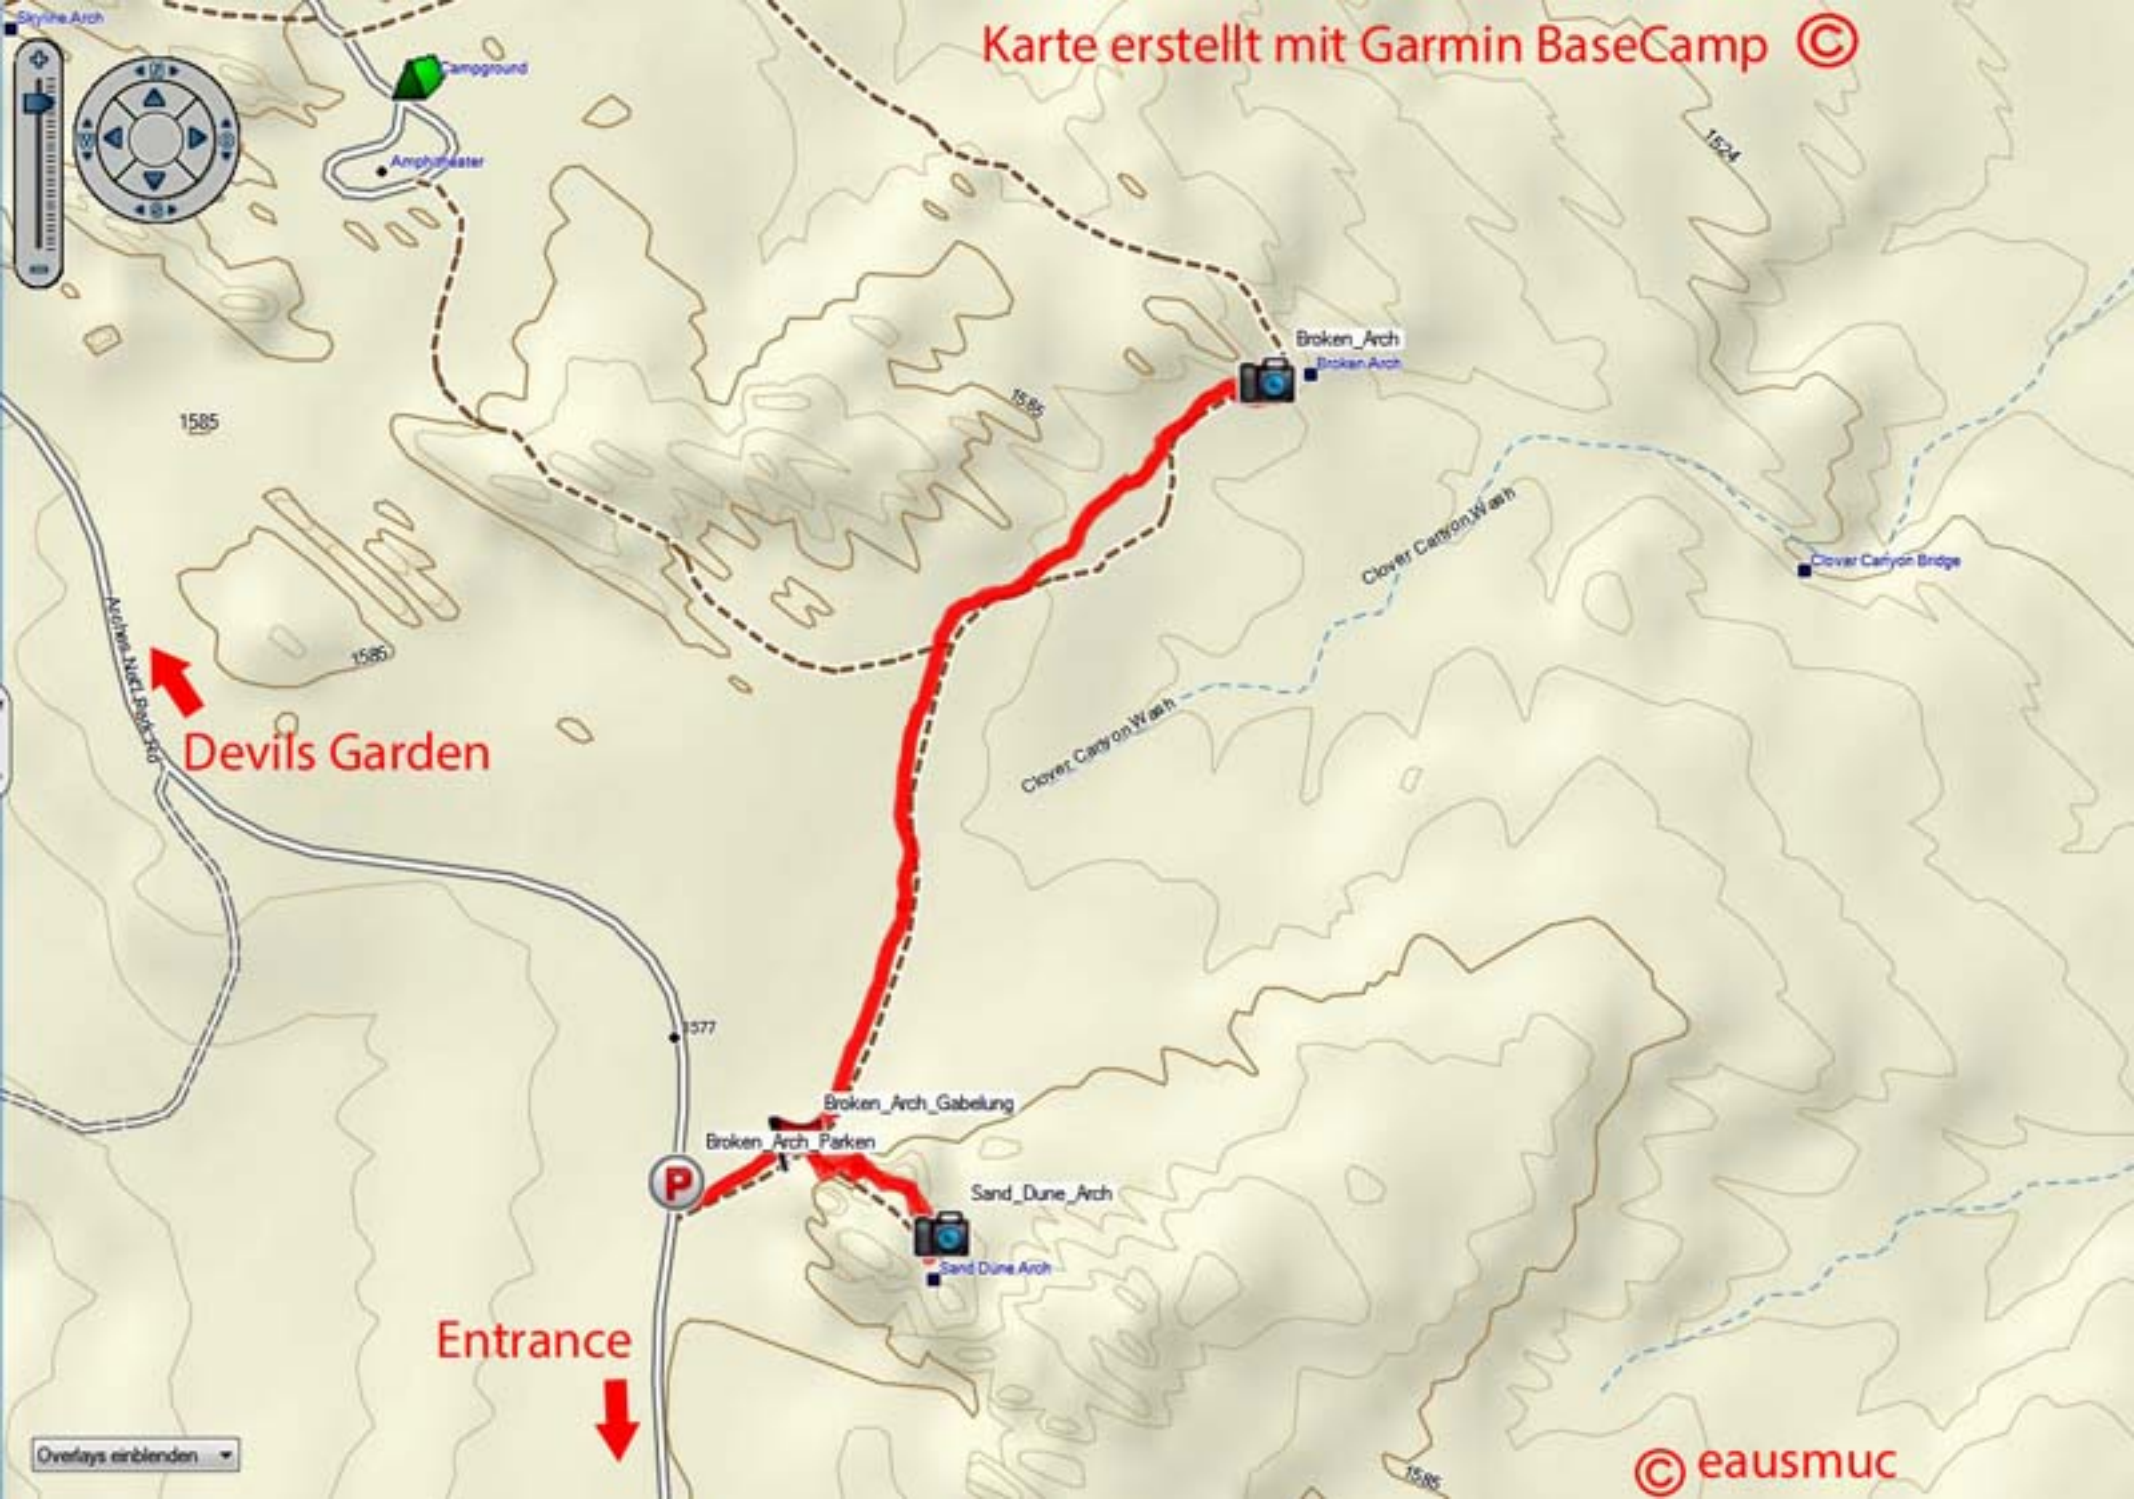 Skyline Arch
Karte erstellt mit Garmin BaseCamp ©
Campground
Amphitheater
1524
Broken_Arch
Broken Arch
1585
1585
Clover Canyon Wash
Clover Canyon Bridge
Arches Natl Park Rd
1585
Clover Canyon Wash
Devils Garden
1577
Broken_Arch_Gabelung
Broken_Arch_Parken
P
Sand_Dune_Arch
Sand Dune Arch
Entrance
Overlays einblenden
1585
© eausmuc